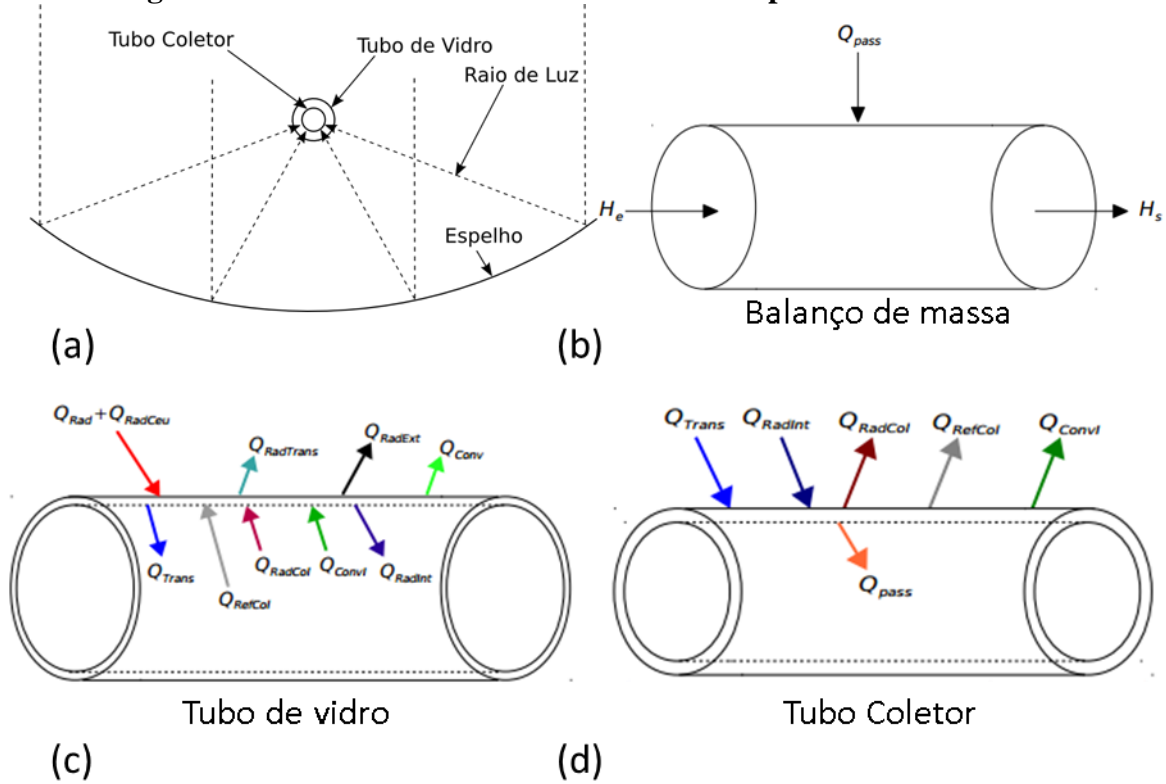 Tubo Coletor
Tubo de Vidro
Raio de Luz
Espelho
(a)
Q_pass
H_e
H_s
Balanço de massa
(b)
Q_Rad+Q_RadCeu
Q_RadTrans
Q_RadExt
Q_Conv
Q_Trans
Q_RefCol
Q_RadCol
Q_ConvI
Q_RadInt
Tubo de vidro
(c)
Q_Trans
Q_RadInt
Q_RadCol
Q_RefCol
Q_ConvI
Q_pass
Tubo Coletor
(d)